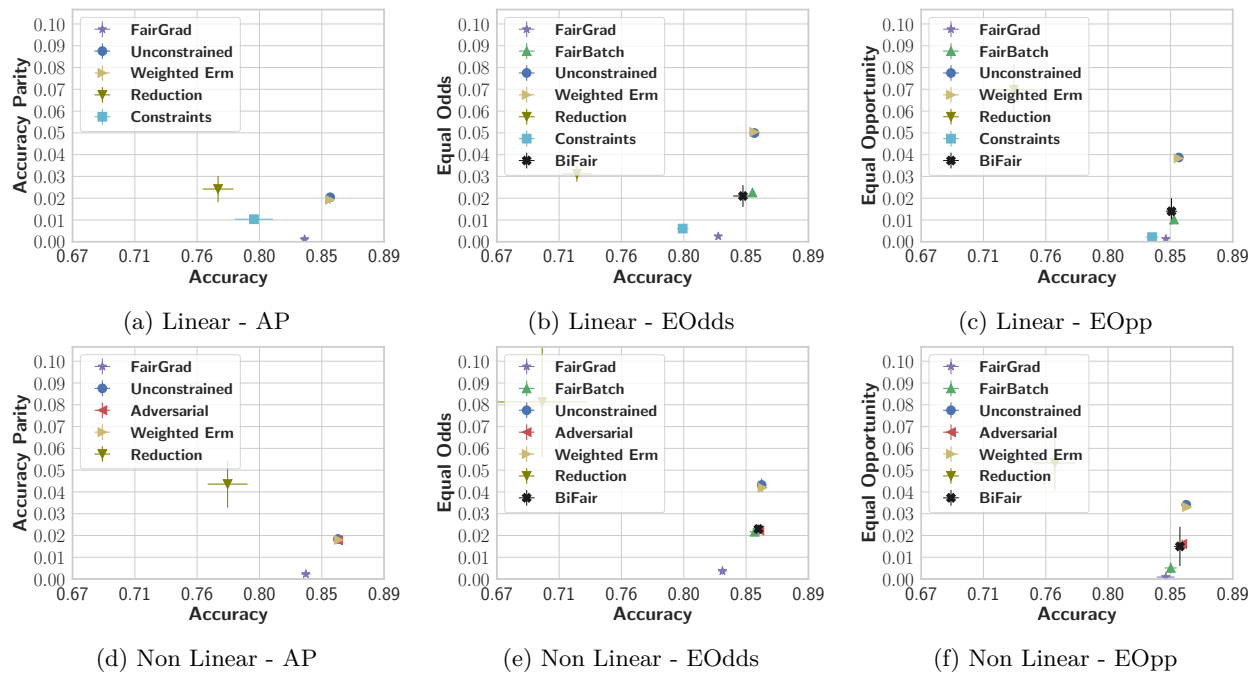 0.10
0.09
0.08
0.07
0.06
0.05
0.04
0.03
0.02
0.01
0.00
Accuracy Parity
FairGrad
Unconstrained
Weighted Erm
Reduction
Constraints
0.67 0.71 0.76 0.80 0.85 0.89
Accuracy
(a) Linear - AP
0.10
0.09
0.08
0.07
0.06
0.05
0.04
0.03
0.02
0.01
0.00
Equal Odds
FairGrad
FairBatch
Unconstrained
Weighted Erm
Reduction
Constraints
BiFair
0.67 0.71 0.76 0.80 0.85 0.89
Accuracy
(b) Linear - EOdds
0.10
0.09
0.08
0.07
0.06
0.05
0.04
0.03
0.02
0.01
0.00
Equal Opportunity
FairGrad
FairBatch
Unconstrained
Weighted Erm
Reduction
Constraints
BiFair
0.67 0.71 0.76 0.80 0.85 0.89
Accuracy
(c) Linear - EOpp
0.10
0.09
0.08
0.07
0.06
0.05
0.04
0.03
0.02
0.01
0.00
Accuracy Parity
FairGrad
Unconstrained
Adversarial
Weighted Erm
Reduction
0.67 0.71 0.76 0.80 0.85 0.89
Accuracy
(d) Non Linear - AP
0.10
0.09
0.08
0.07
0.06
0.05
0.04
0.03
0.02
0.01
0.00
Equal Odds
FairGrad
FairBatch
Unconstrained
Adversarial
Weighted Erm
Reduction
BiFair
0.67 0.71 0.76 0.80 0.85 0.89
Accuracy
(e) Non Linear - EOdds
0.10
0.09
0.08
0.07
0.06
0.05
0.04
0.03
0.02
0.01
0.00
Equal Opportunity
FairGrad
FairBatch
Unconstrained
Adversarial
Weighted Erm
Reduction
BiFair
0.67 0.71 0.76 0.80 0.85 0.89
Accuracy
(f) Non Linear - EOpp